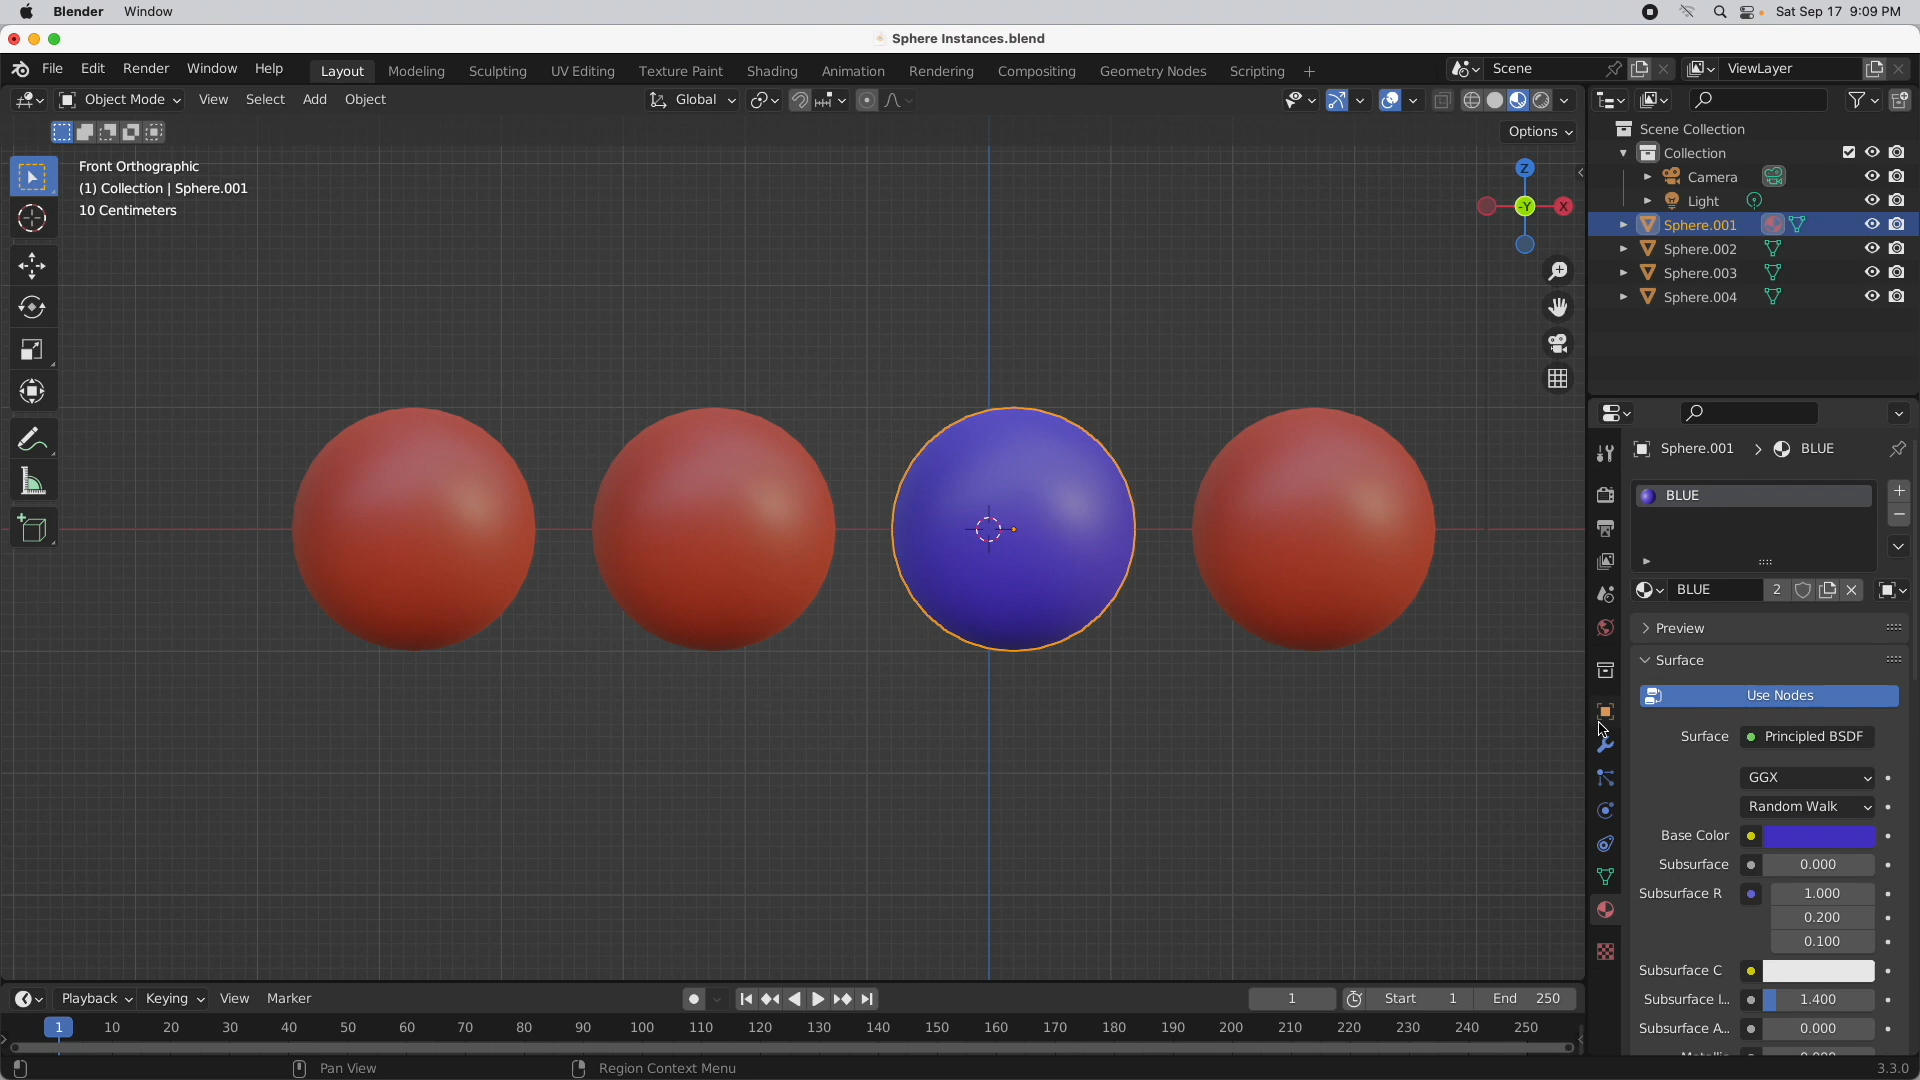 Blender Window Sat Sep 17 9:09 PM
Sphere Instances.blend
File Edit Render Window Help Layout Modeling Sculpting UV Editing Texture Paint Shading Animation Rendering Compositing Geometry Nodes Scripting + Scene ViewLayer
Object Mode View Select Add Object Global
Options
Front Orthographic
(1) Collection | Sphere.001
10 Centimeters
Z
-Y X
Scene Collection
Collection
Camera
Light
Sphere.001
Sphere.002
Sphere.003
Sphere.004
Sphere.001 > BLUE
BLUE
BLUE 2
Preview
Surface
Use Nodes
Surface Principled BSDF
GGX
Random Walk
Base Color
Subsurface 0.000
Subsurface R 1.000
0.200
0.100
Subsurface C
Subsurface I... 1.400
Subsurface A... 0.000
Playback Keying View Marker 1 Start 1 End 250
1 10 20 30 40 50 60 70 80 90 100 110 120 130 140 150 160 170 180 190 200 210 220 230 240 250
Pan View Region Context Menu 3.3.0